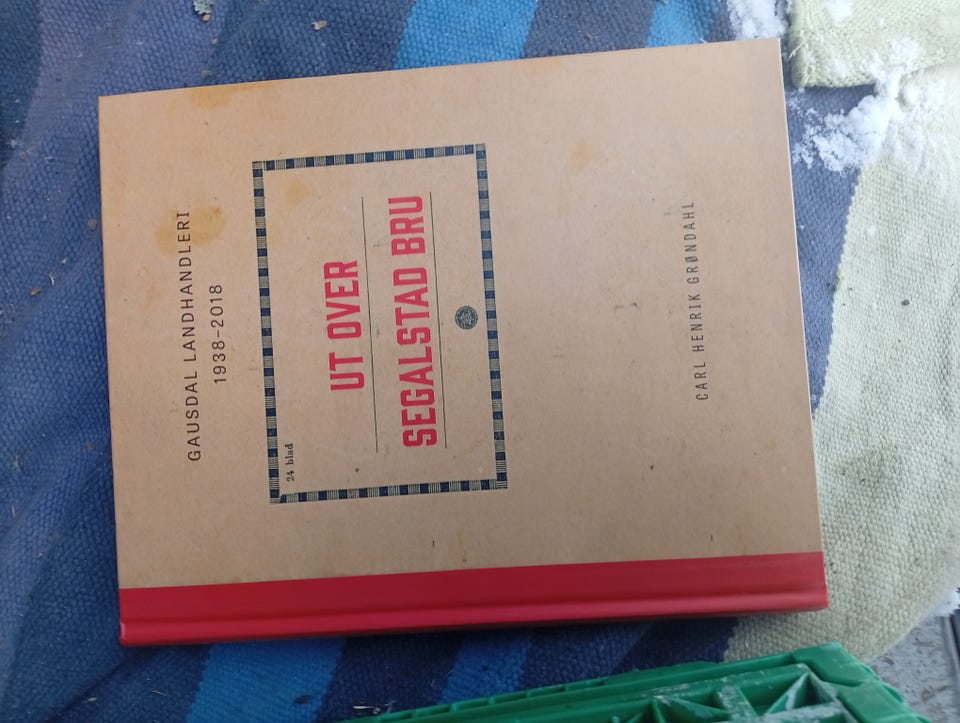 GAUSDAL LANDHANDLERI
1938-2018
24 blad
UT OVER
SEGALSTAD BRU
CARL HENRIK GRØNDAHL